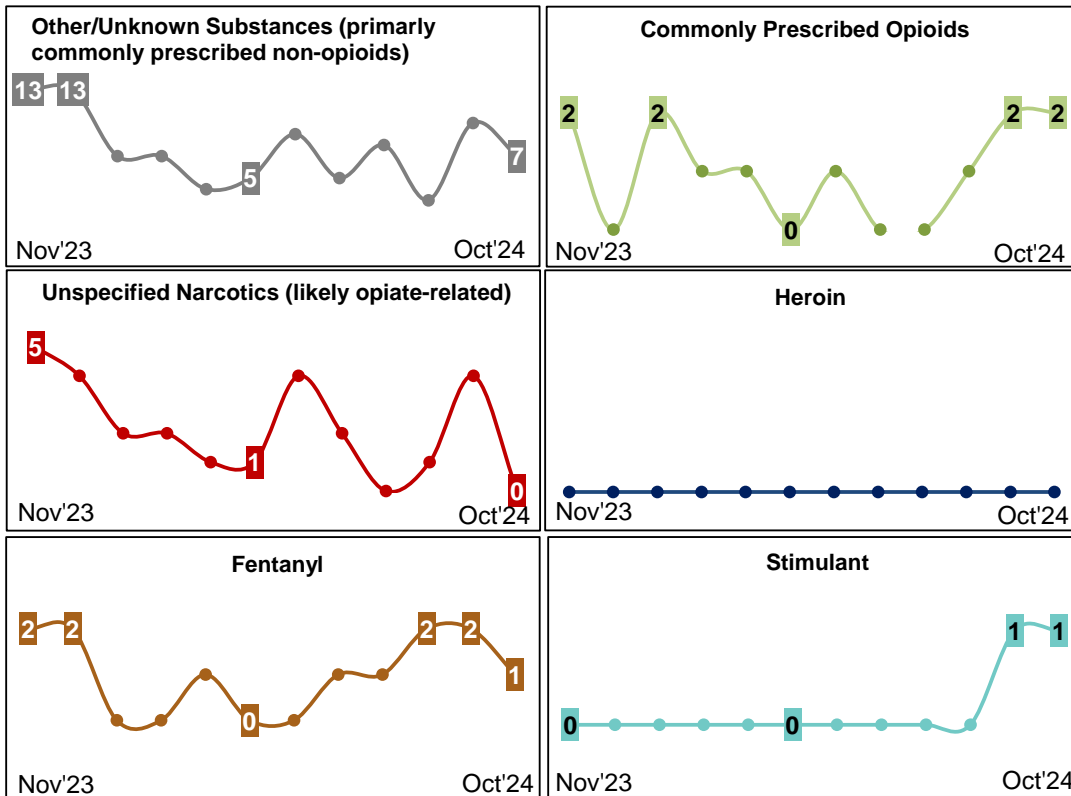 Other/Unknown Substances (primarly
commonly prescribed non-opioids)
13 13
5
7
Nov'23 Oct'24
Commonly Prescribed Opioids
2 2 2 2
0
Nov'23 Oct'24
Unspecified Narcotics (likely opiate-related)
5
1
0
Nov'23 Oct'24
Heroin
Nov'23 Oct'24
Fentanyl
2 2 2 2
1
0
Nov'23 Oct'24
Stimulant
1 1
0 0
Nov'23 Oct'24